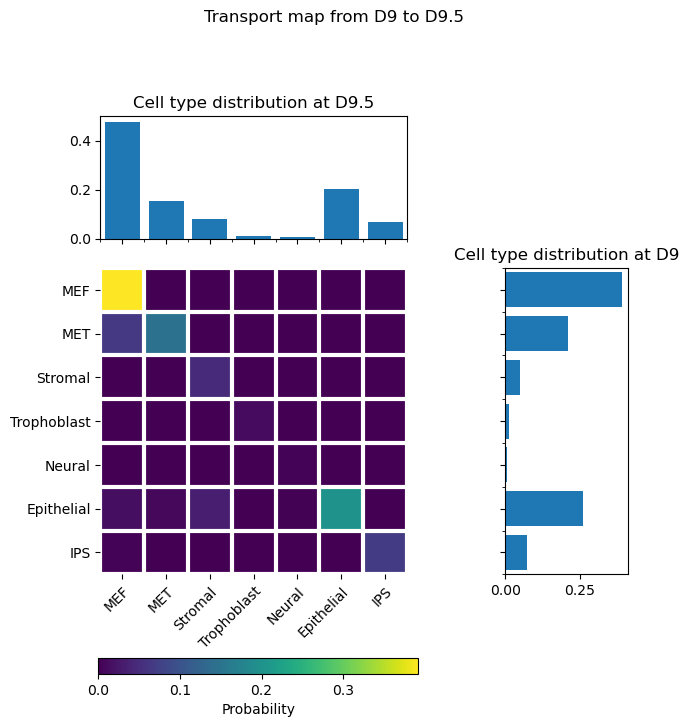 Transport map from D9 to D9.5
Cell type distribution at D9.5
0.4
0.2
0.0
Cell type distribution at D9
MEF
MET
Stromal
Trophoblast
Neural
Epithelial
IPS
0.00 0.25
MEF MET Stromal Trophoblast Neural Epithelial IPS
0.0 0.1 0.2 0.3
Probability